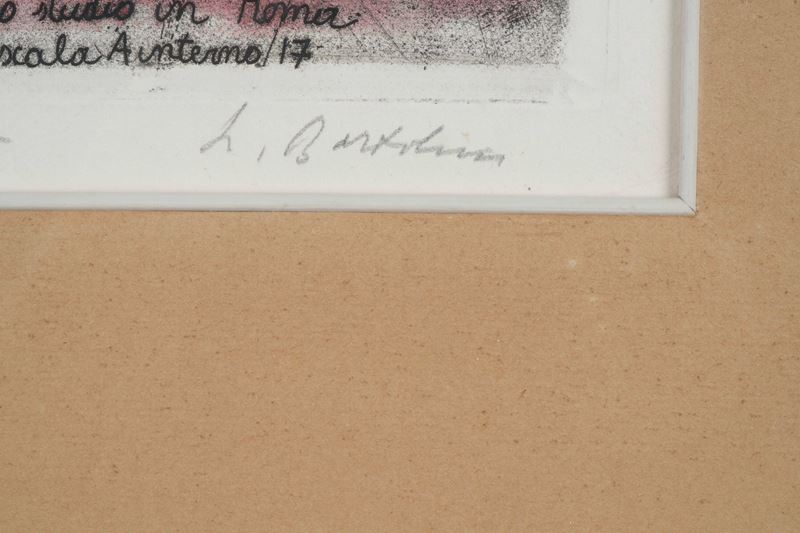 o studio in Roma
scala A interno/17
L. Bartolini